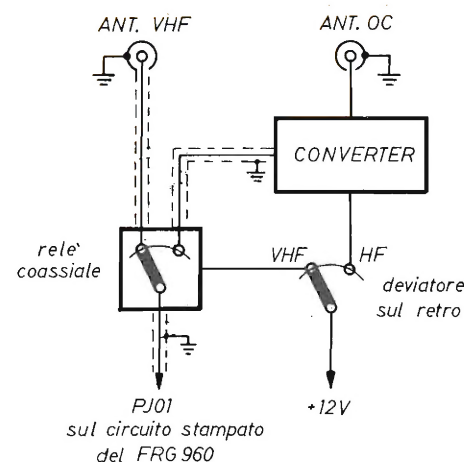 ANT. VHF
ANT. OC
CONVERTER
relè
coassiale
VHF
HF
deviatore
sul retro
PJ01
sul circuito stampato
del FRG 960
+12V